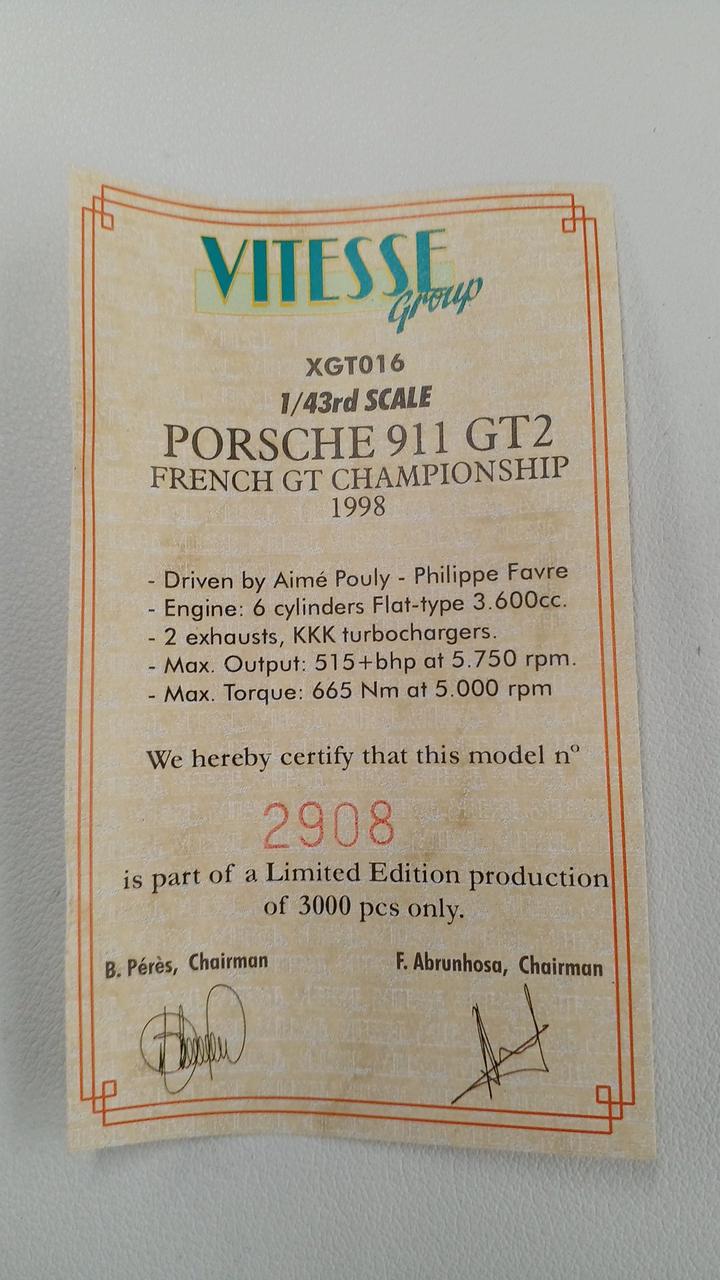 VITESSE
Group
XGT016
1/43rd SCALE
PORSCHE 911 GT2
FRENCH GT CHAMPIONSHIP
1998
- Driven by Aimé Pouly - Philippe Favre
- Engine: 6 cylinders Flat-type 3.600cc.
- 2 exhausts, KKK turbochargers.
- Max. Output: 515+bhp at 5.750 rpm.
- Max. Torque: 665 Nm at 5.000 rpm
We hereby certify that this model nº
2908
is part of a Limited Edition production
of 3000 pcs only.
B. Pérès, Chairman
F. Abrunhosa, Chairman